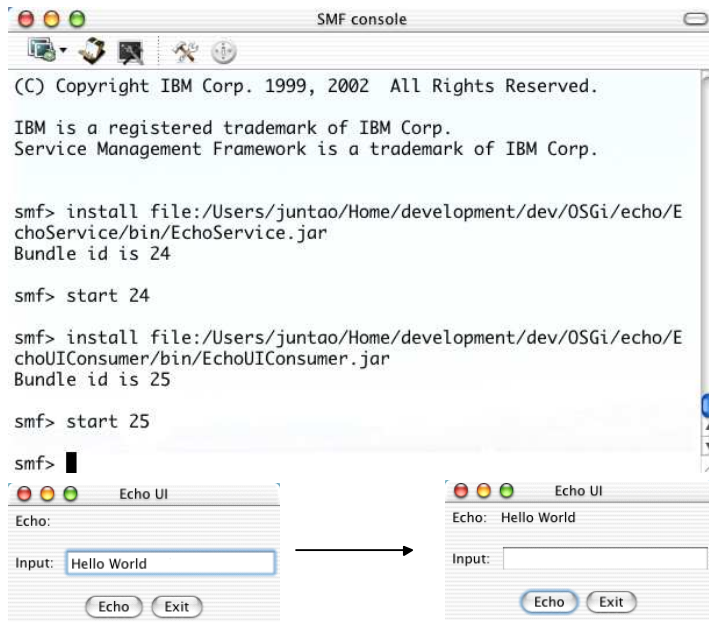 SMF console
(C) Copyright IBM Corp. 1999, 2002  All Rights Reserved.
IBM is a registered trademark of IBM Corp.
Service Management Framework is a trademark of IBM Corp.
smf> install file:/Users/juntao/Home/development/dev/OSGi/echo/E
choService/bin/EchoService.jar
Bundle id is 24
smf> start 24
smf> install file:/Users/juntao/Home/development/dev/OSGi/echo/E
choUIConsumer/bin/EchoUIConsumer.jar
Bundle id is 25
smf> start 25
smf>
Echo UI
Echo:
Input: Hello World
Echo Exit
Echo UI
Echo: Hello World
Input:
Echo Exit